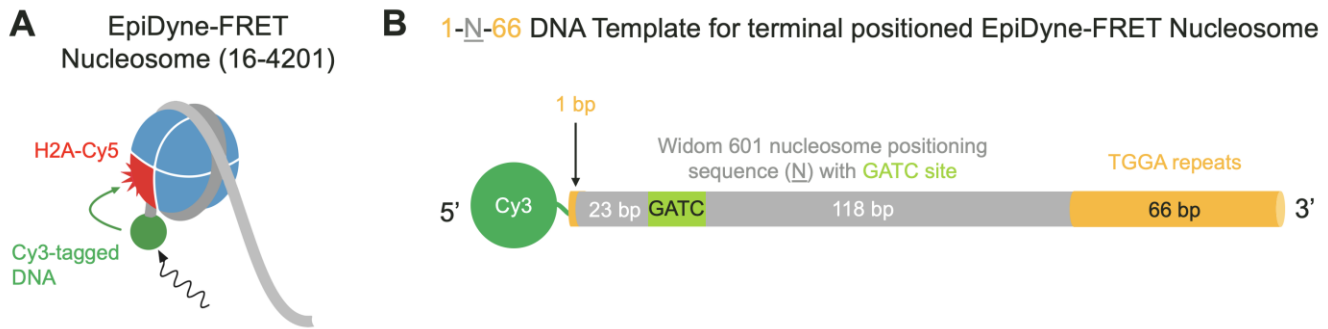 A
EpiDyne-FRET
Nucleosome (16-4201)
H2A-Cy5
Cy3-tagged
DNA
B
1-N-66 DNA Template for terminal positioned EpiDyne-FRET Nucleosome
1 bp
Widom 601 nucleosome positioning
sequence (N) with GATC site
TGGA repeats
5’
Cy3
23 bp
GATC
118 bp
66 bp
3’